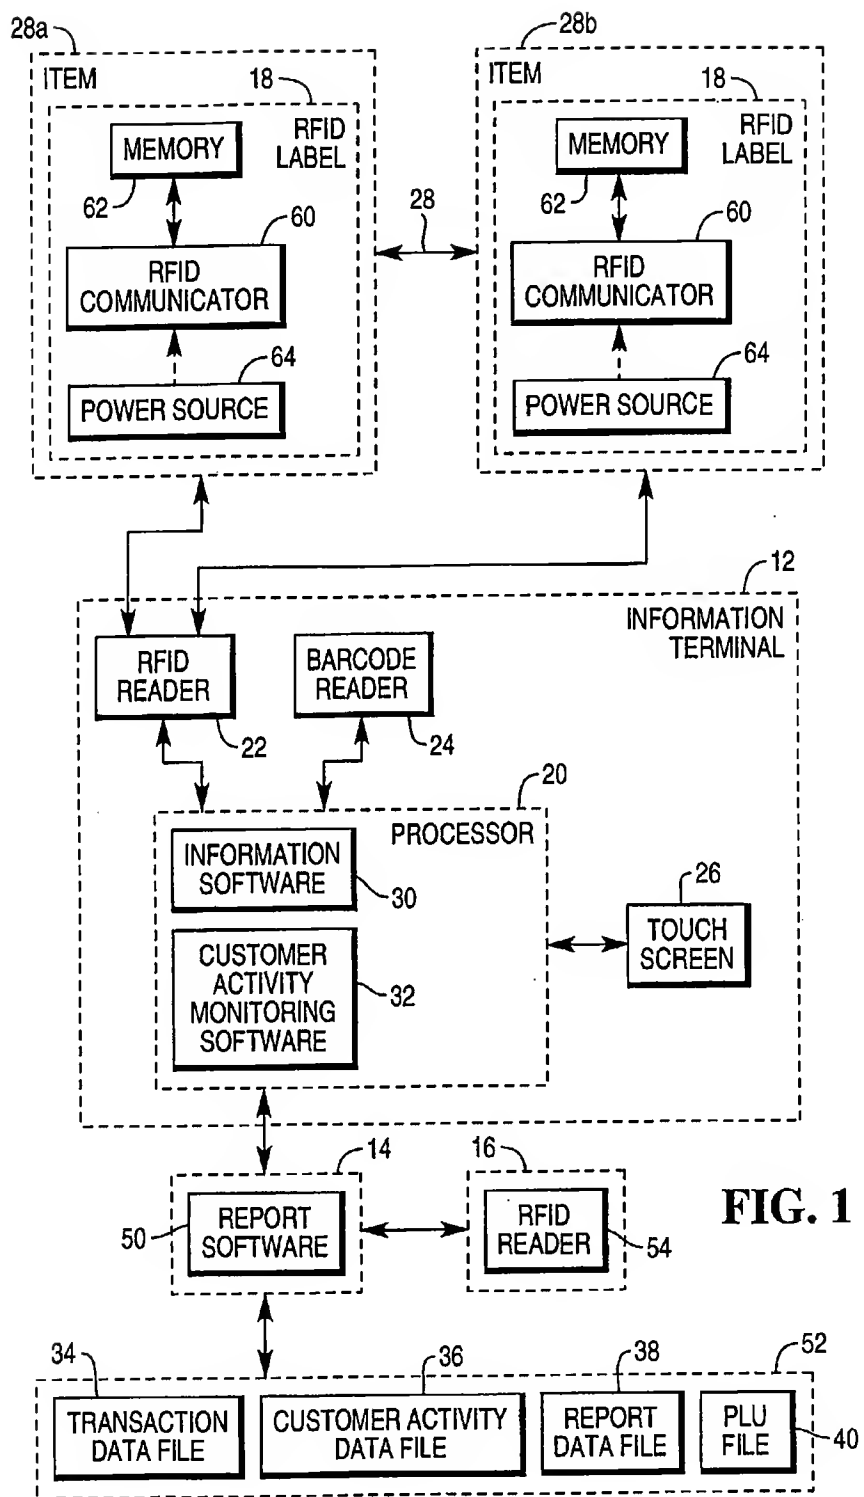 28a
28b
ITEM
18
RFID
LABEL
MEMORY
62
60
RFID
COMMUNICATOR
64
POWER SOURCE
28
ITEM
18
RFID
LABEL
MEMORY
62
60
RFID
COMMUNICATOR
64
POWER SOURCE
12
INFORMATION
TERMINAL
RFID
READER
22
BARCODE
READER
24
20
PROCESSOR
INFORMATION
SOFTWARE
30
CUSTOMER
ACTIVITY
MONITORING
SOFTWARE
32
26
TOUCH
SCREEN
14
50
REPORT
SOFTWARE
16
RFID
READER
54
FIG. 1
34
36
38
52
TRANSACTION
DATA FILE
CUSTOMER ACTIVITY
DATA FILE
REPORT
DATA FILE
PLU
FILE
40